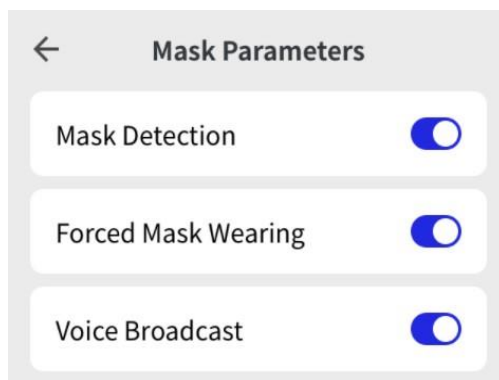 Mask Parameters
Mask Detection
Forced Mask Wearing
Voice Broadcast